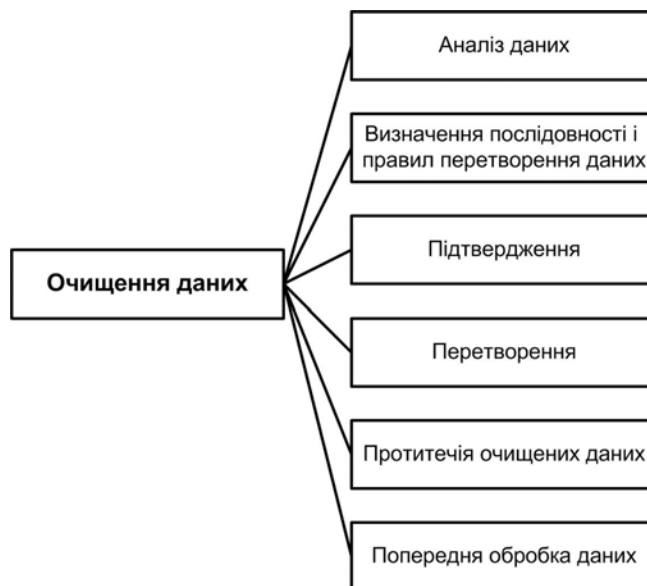 Аналіз даних
Визначення послідовності і
правил перетворення даних
Підтвердження
Очищення даних
Перетворення
Протитечія очищених даних
Попередня обробка даних